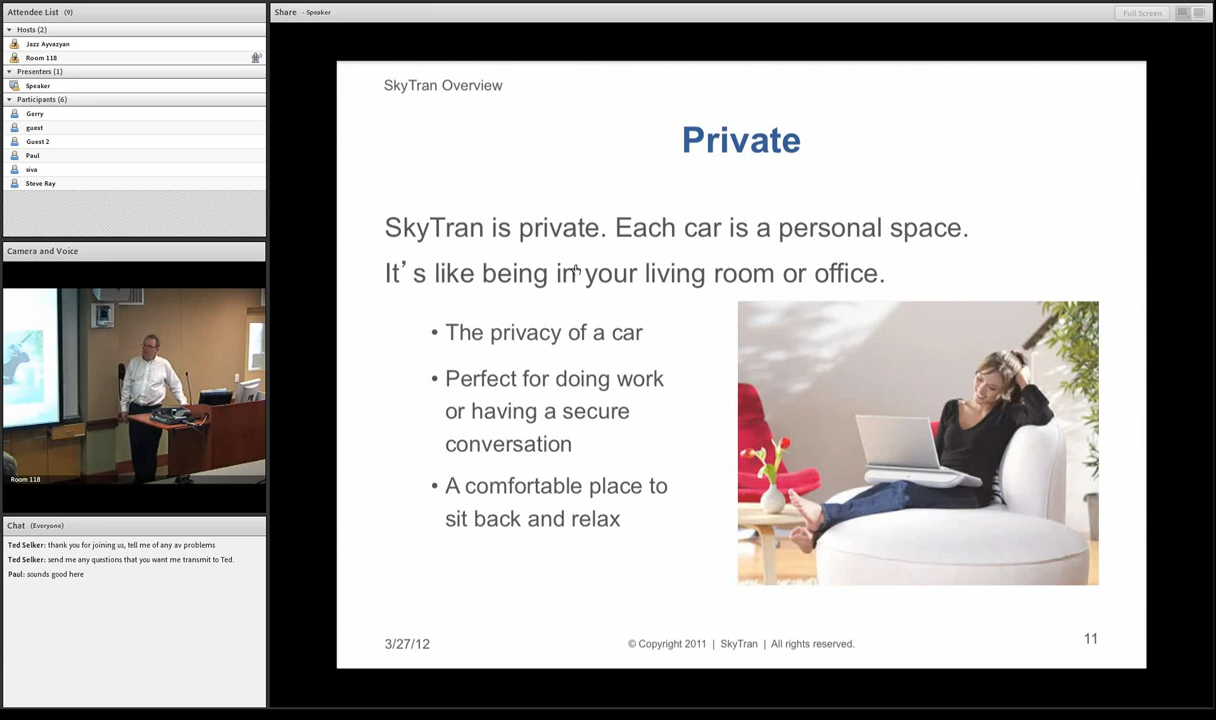 Attendee List (9)
Hosts (2)
Jazz Ayvazyan
Room 118
Presenters (1)
Speaker
Participants (6)
Gerry
guest
Guest 2
Paul
siva
Steve Ray
Camera and Voice
Room 118
Chat (Everyone)
Ted Selker: thank you for joining us, tell me of any av problems
Ted Selker: send me any questions that you want me transmit to Ted.
Paul: sounds good here
Share - Speaker
Full Screen
SkyTran Overview
Private
SkyTran is private. Each car is a personal space.
It’s like being in your living room or office.
• The privacy of a car
• Perfect for doing work
or having a secure
conversation
• A comfortable place to
sit back and relax
3/27/12
© Copyright 2011 | SkyTran | All rights reserved.
11